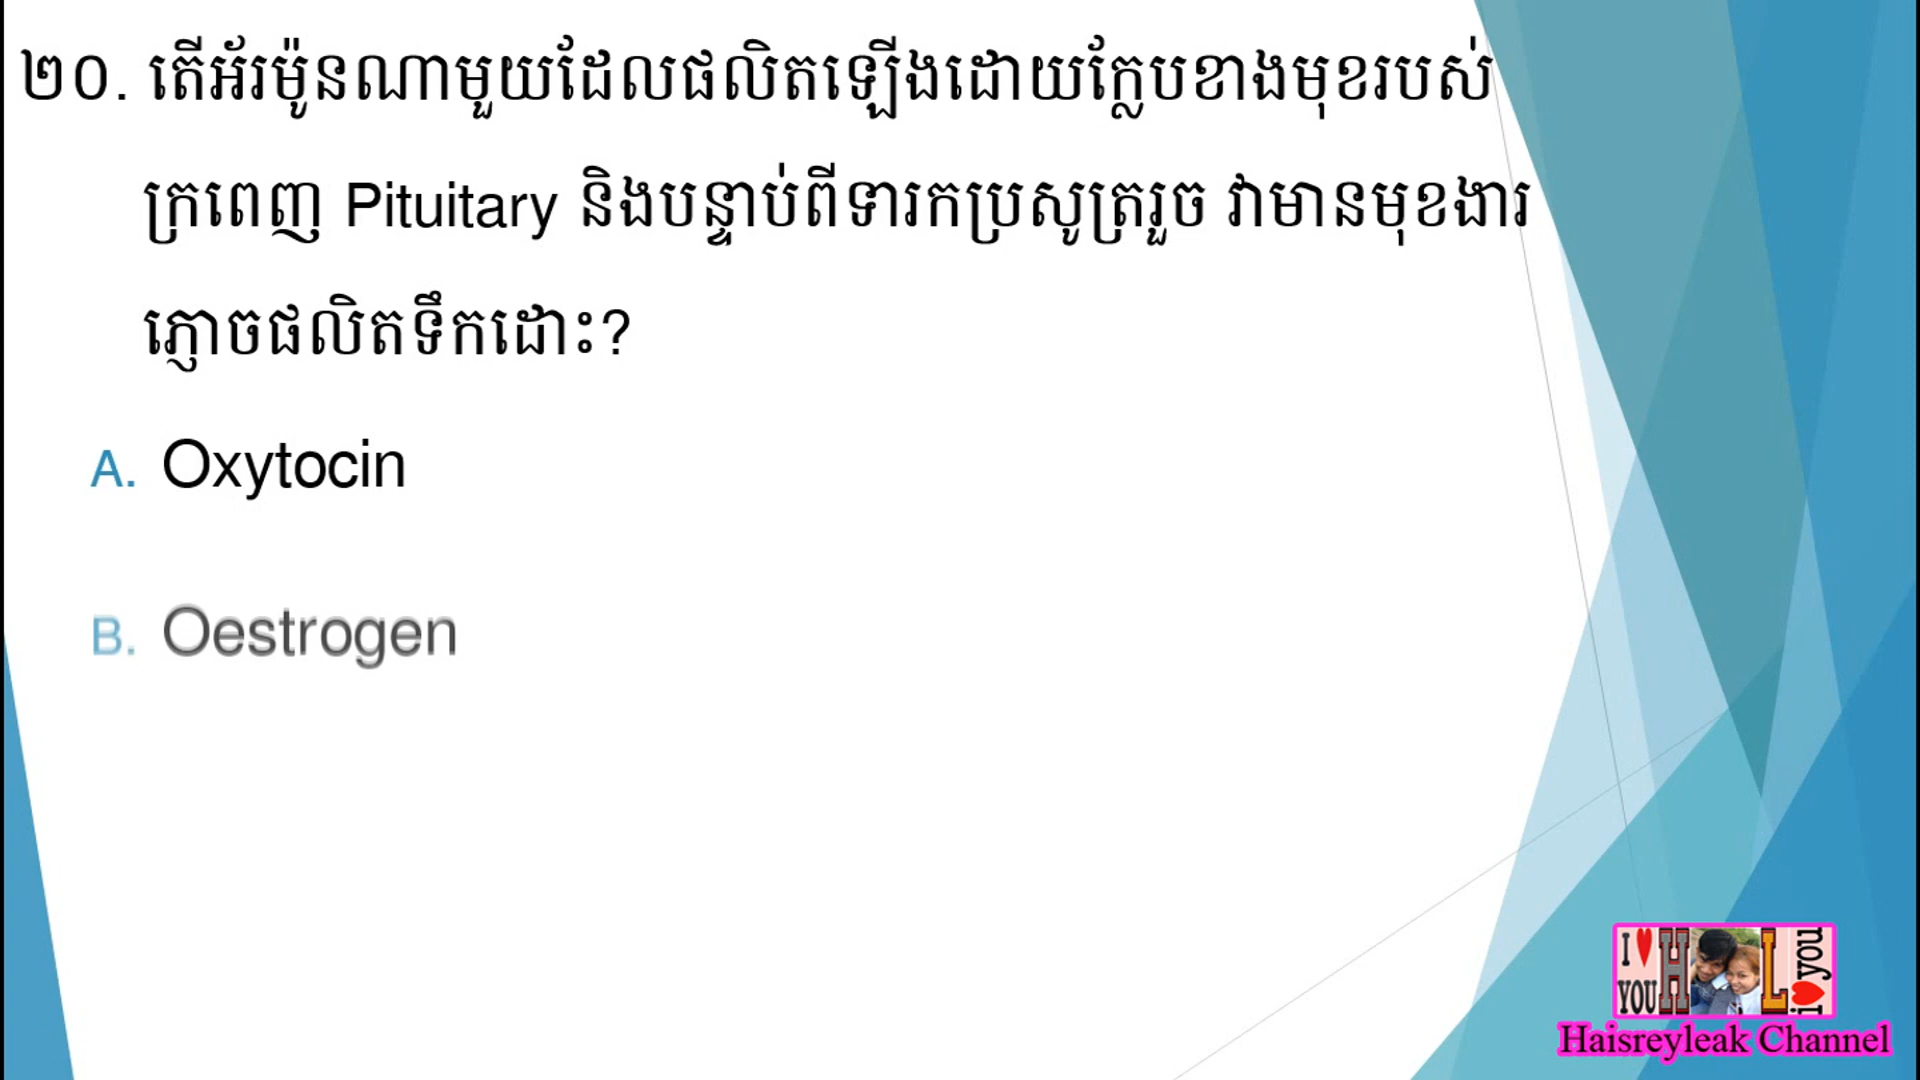 ២០. តើអ័រម៉ូនណាមួយដែលផលិតឡើងដោយក្លែបខាងមុខរបស់
ក្រពេញ Pituitary និងបន្ទាប់ពីទារកប្រសូត្ររួច វាមានមុខងារ
ភ្ញោចផលិតទឹកដោះ?
A. Oxytocin
B. Oestrogen
I ♥ YOU H L i ♥ you
Haisreyleak Channel